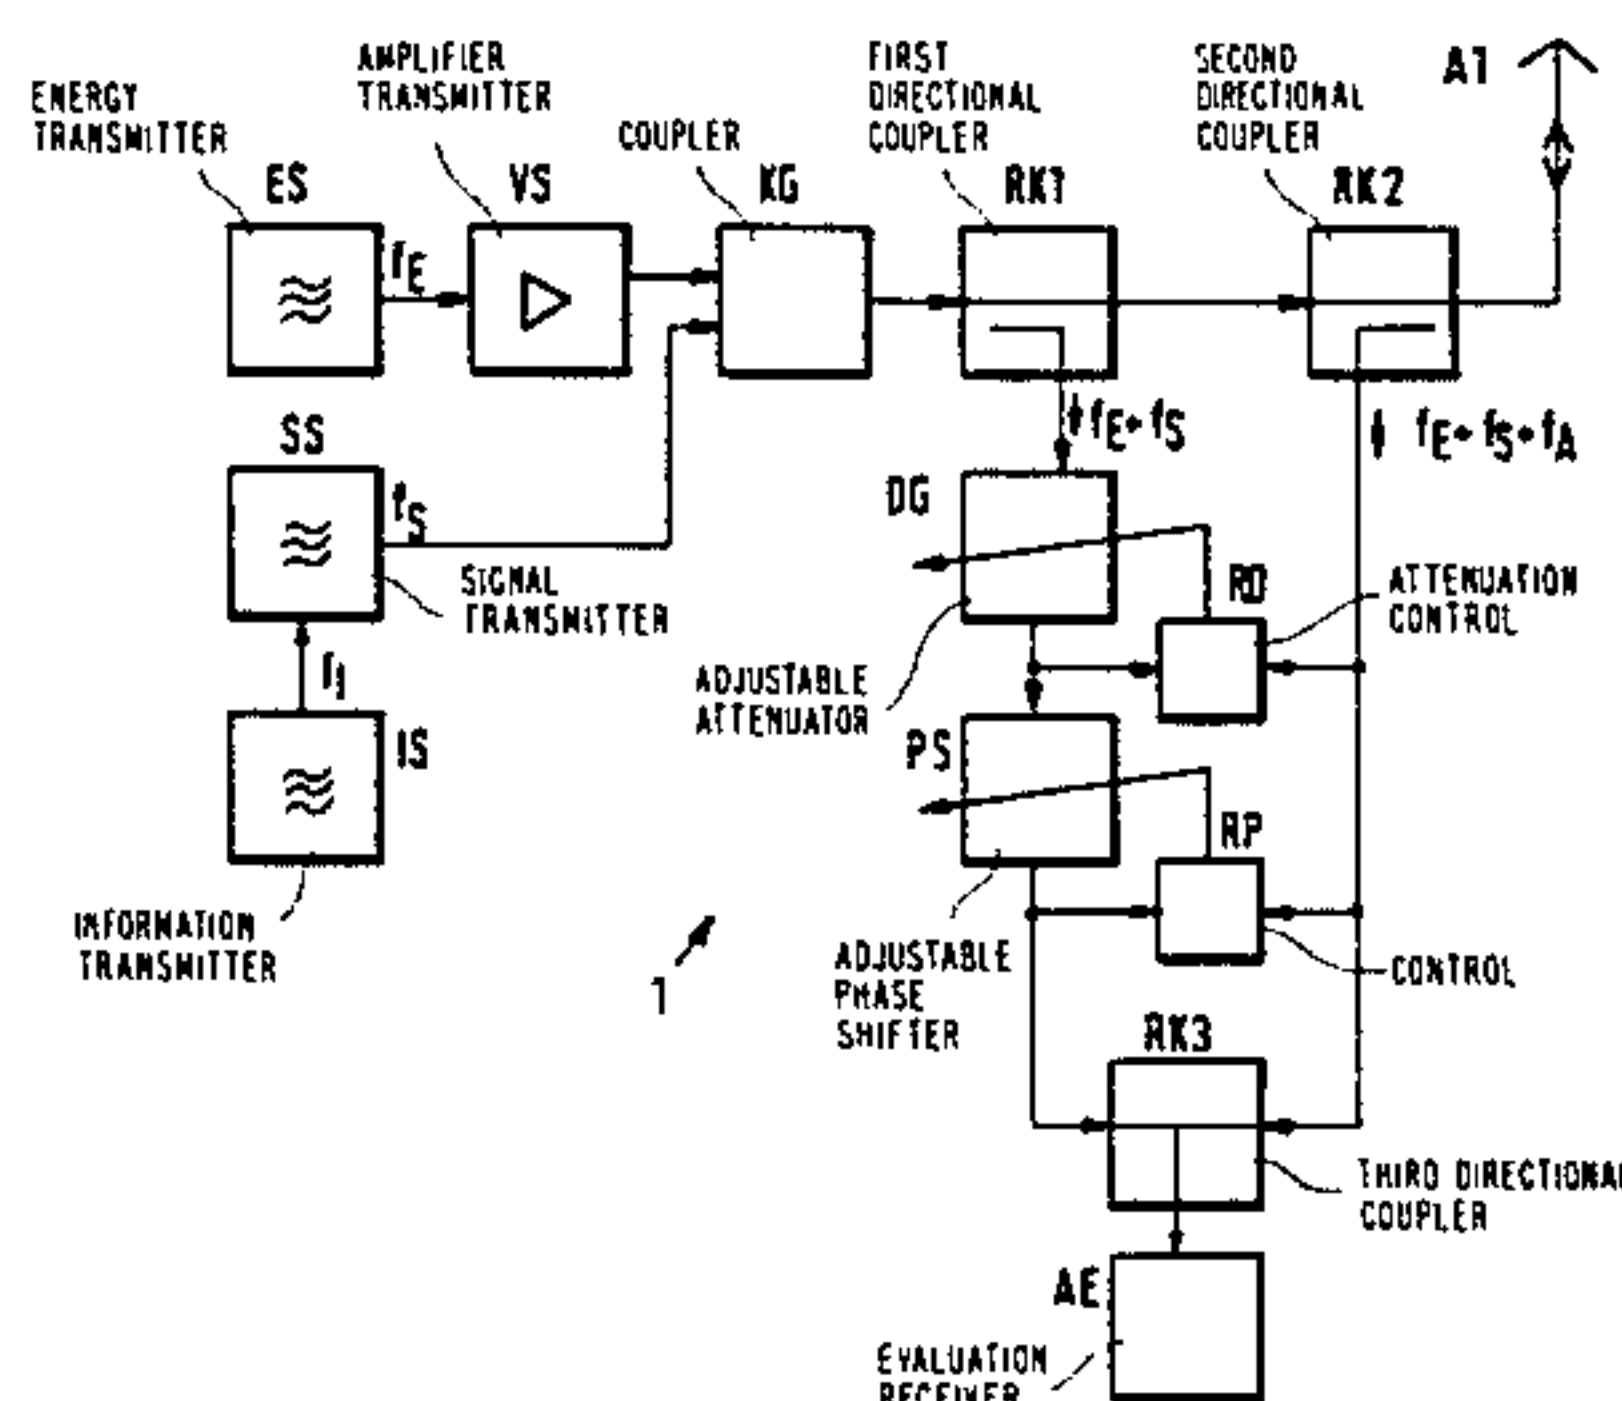 ENERGY
TRANSMITTER
AMPLIFIER
TRANSMITTER
COUPLER
FIRST
DIRECTIONAL
COUPLER
SECOND
DIRECTIONAL
COUPLER
A1
ES
VS
KG
RK1
RK2
fE
SS
fS
fE+fS
fE+fS+fA
DG
SIGNAL
TRANSMITTER
RD
ATTENUATION
CONTROL
fI
IS
ADJUSTABLE
ATTENUATOR
PS
RP
INFORMATION
TRANSMITTER
1
ADJUSTABLE
PHASE
SHIFTER
CONTROL
RK3
THIRD DIRECTIONAL
COUPLER
AE
EVALUATION
RECEIVER